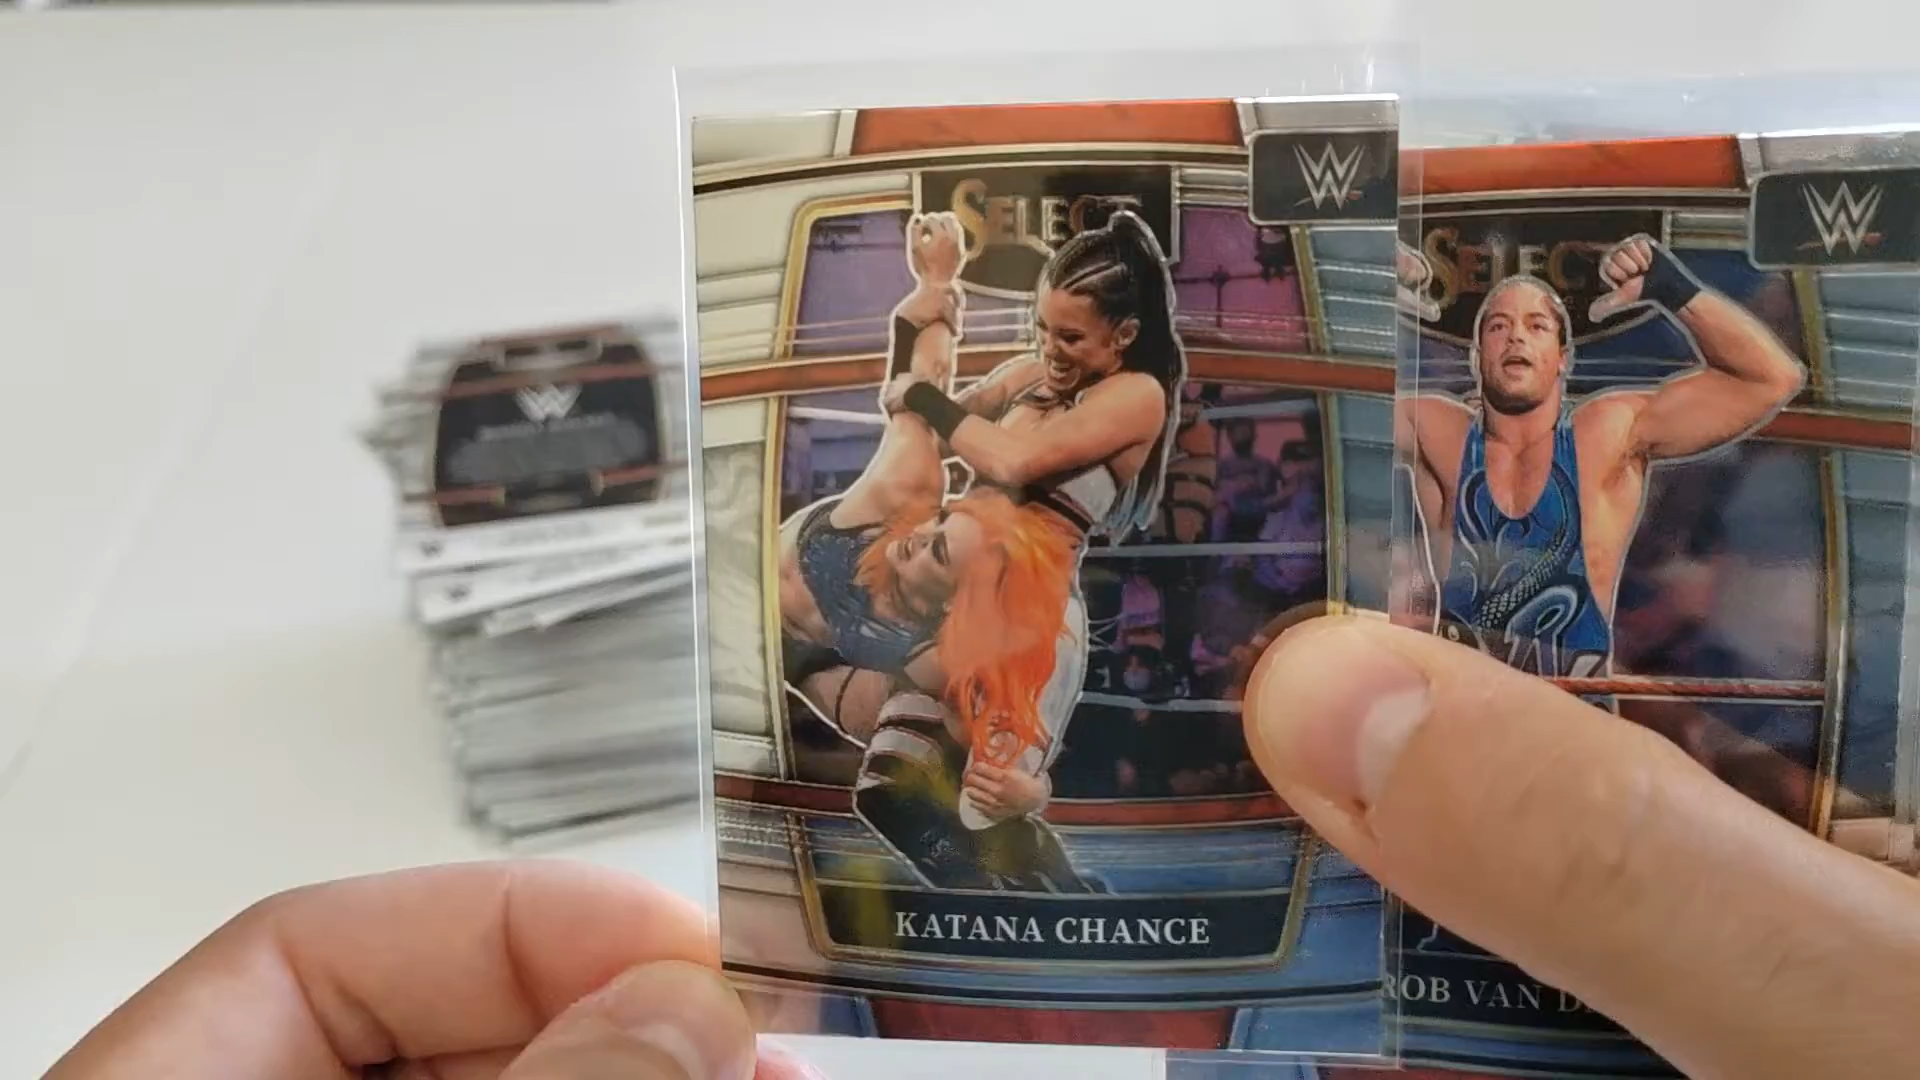 SELECT
W
SELECT
W
KATANA CHANCE
ROB VAN D